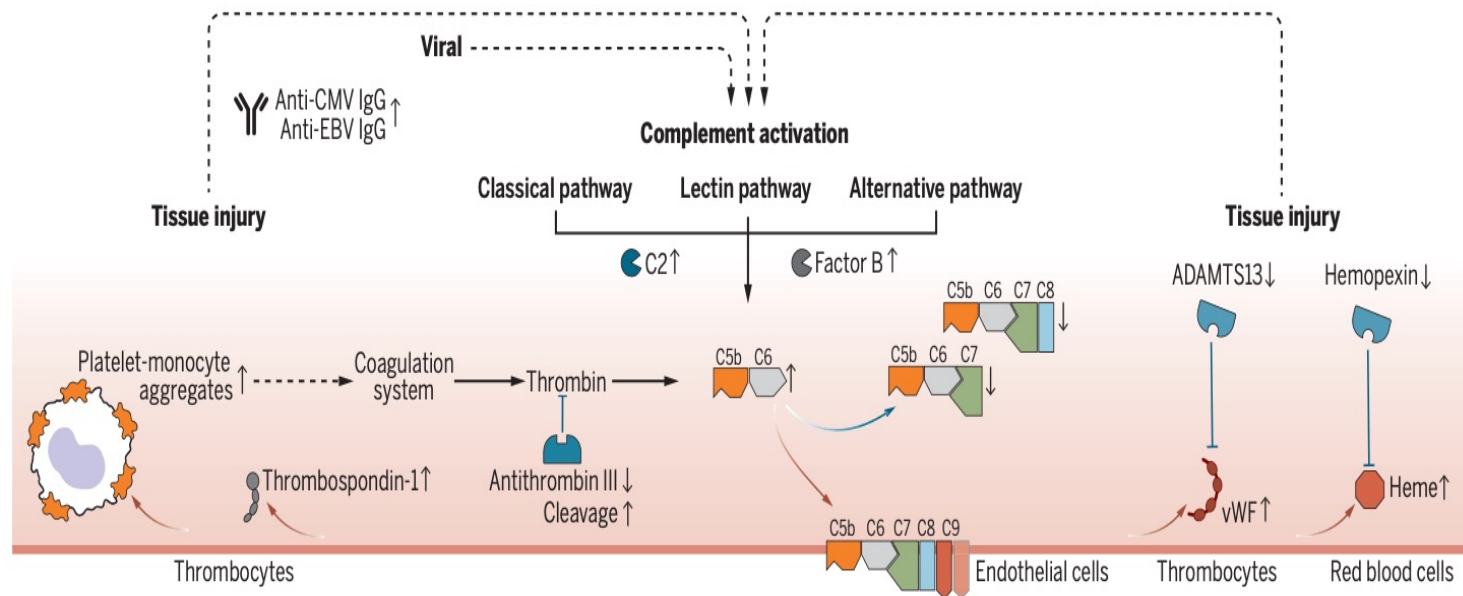 Viral
Anti-CMV IgG ↑
Anti-EBV IgG
Complement activation
Classical pathway
Lectin pathway
Alternative pathway
Tissue injury
Tissue injury
C2↑
Factor B ↑
ADAMTS13↓
Hemopexin↓
C5b C6 C7 C8
↓
Platelet-monocyte
aggregates ↑
Coagulation
system
Thrombin
C5b C6
↑
C5b C6 C7
↓
Thrombospondin-1↑
Antithrombin III ↓
Cleavage ↑
vWF ↑
Heme↑
C5b C6 C7 C8 C9
Thrombocytes
Endothelial cells
Thrombocytes
Red blood cells